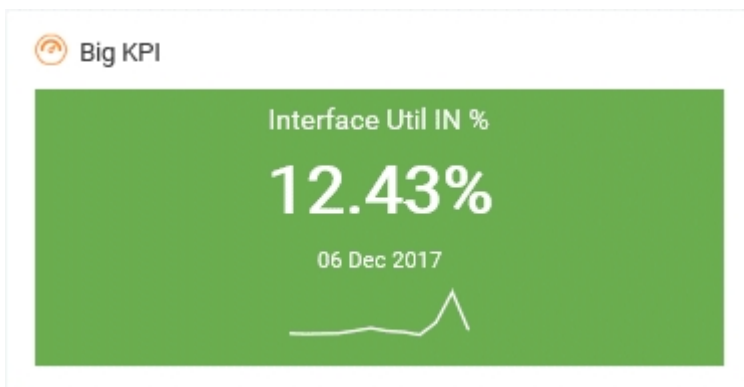 Big KPI
Interface Util IN %
12.43%
06 Dec 2017